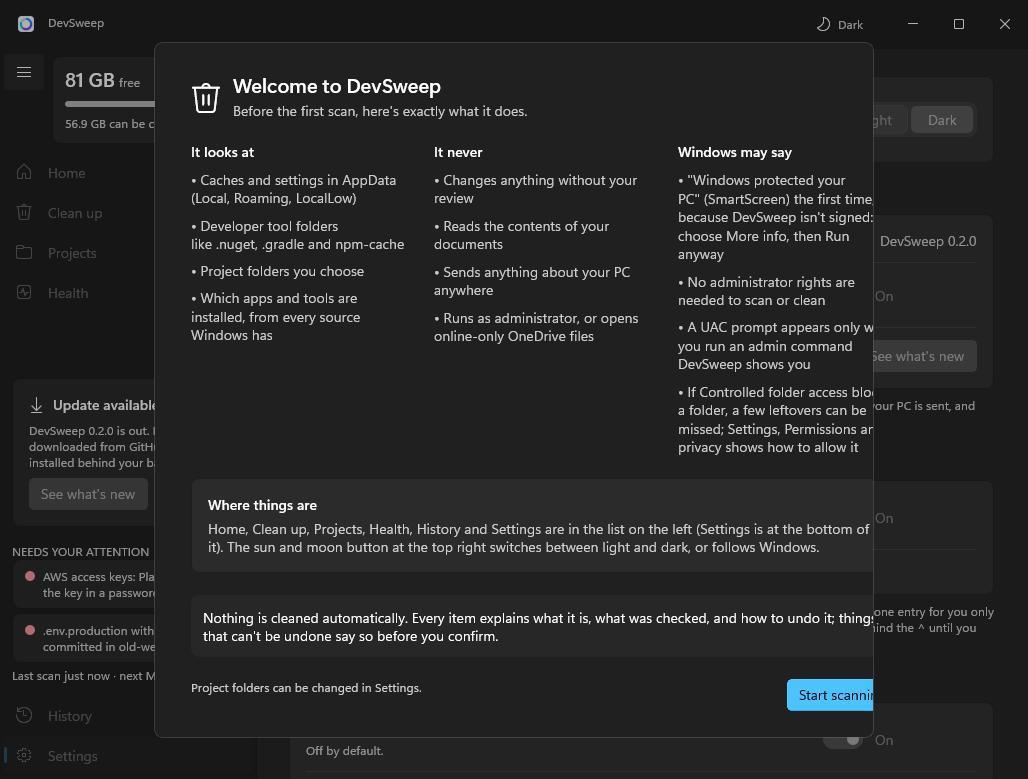 DevSweep
Dark
81 GB free
56.9 GB can be c
Home
Clean up
Projects
Health
Update available
DevSweep 0.2.0 is out.
downloaded from GitH
installed behind your b
See what's new
NEEDS YOUR ATTENTION
AWS access keys: Pla
the key in a password
.env.production with
committed in old-we
Last scan just now · next M
History
Settings
Welcome to DevSweep
Before the first scan, here's exactly what it does.
It looks at
• Caches and settings in AppData
(Local, Roaming, LocalLow)
• Developer tool folders
like .nuget, .gradle and npm-cache
• Project folders you choose
• Which apps and tools are
installed, from every source
Windows has
It never
• Changes anything without your
review
• Reads the contents of your
documents
• Sends anything about your PC
anywhere
• Runs as administrator, or opens
online-only OneDrive files
Windows may say
• "Windows protected your
PC" (SmartScreen) the first time,
because DevSweep isn't signed:
choose More info, then Run
anyway
• No administrator rights are
needed to scan or clean
• A UAC prompt appears only w
you run an admin command
DevSweep shows you
• If Controlled folder access bloc
a folder, a few leftovers can be
missed; Settings, Permissions an
privacy shows how to allow it
Where things are
Home, Clean up, Projects, Health, History and Settings are in the list on the left (Settings is at the bottom of
it). The sun and moon button at the top right switches between light and dark, or follows Windows.
Nothing is cleaned automatically. Every item explains what it is, what was checked, and how to undo it; things
that can't be undone say so before you confirm.
Project folders can be changed in Settings.
Start scannin
ght
Dark
DevSweep 0.2.0
On
See what's new
your PC is sent, and
On
one entry for you only
ind the ^ until you
On
Off by default.